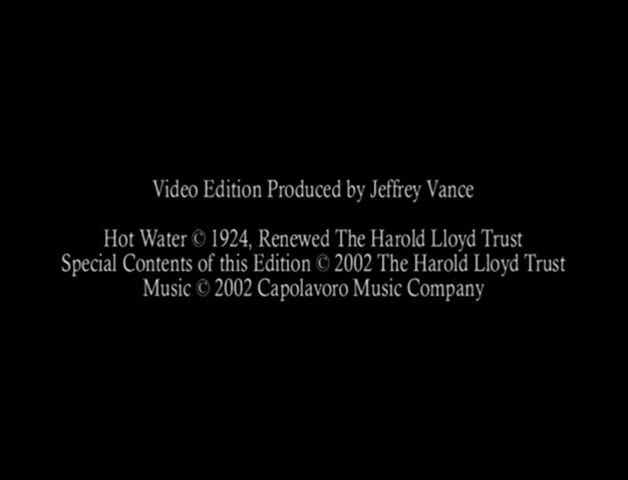 Video Edition Produced by Jeffrey Vance
Hot Water © 1924, Renewed The Harold Lloyd Trust
Special Contents of this Edition © 2002 The Harold Lloyd Trust
Music © 2002 Capolavoro Music Company